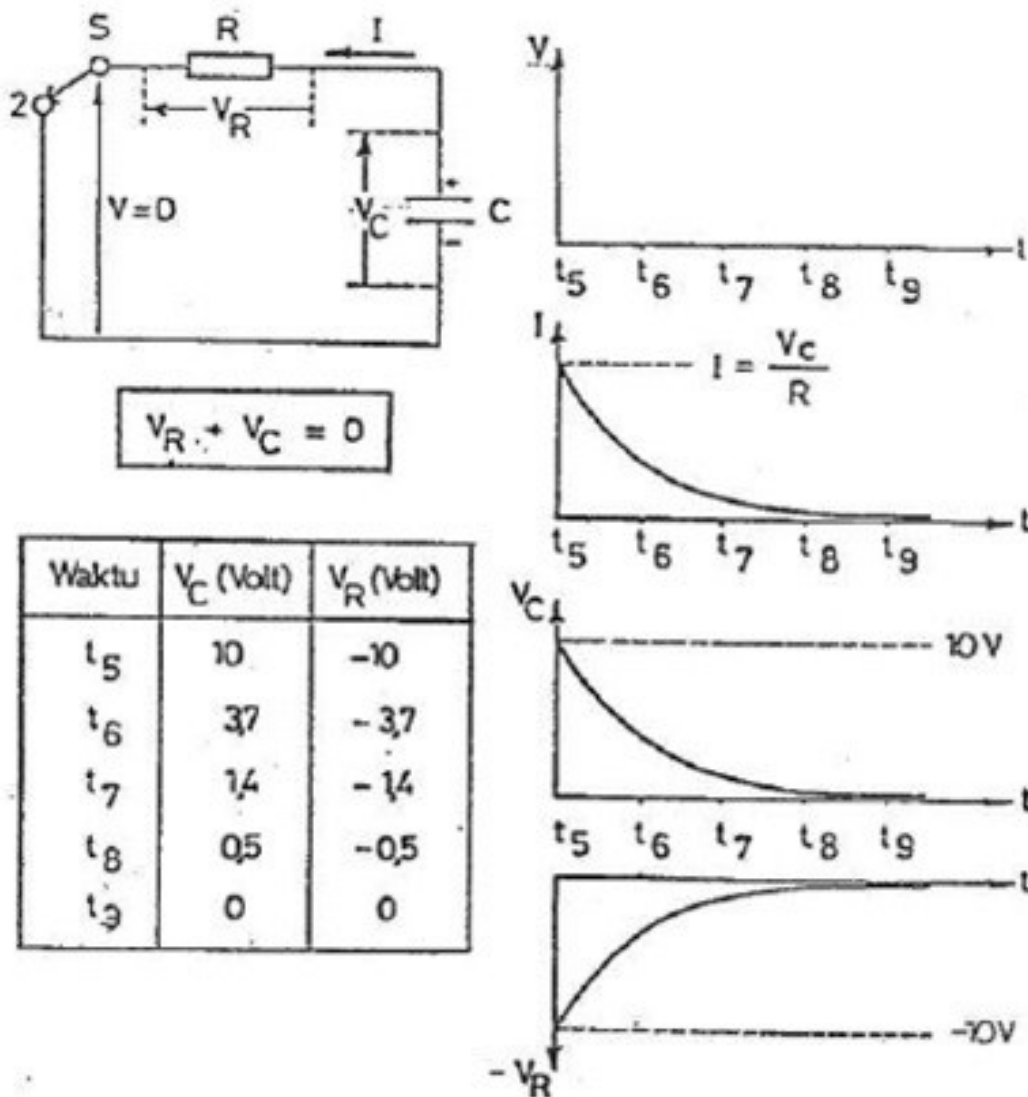 S R I
2
V_R
V=0
V_C
+
C
-
V_R + V_C = 0
Waktu V_C (Volt) V_R (Volt)
t5 10 -10
t6 3,7 -3,7
t7 1,4 -1,4
t8 0,5 -0,5
t9 0 0
V
t
t5 t6 t7 t8 t9
I
I = V_C / R
t
t5 t6 t7 t8 t9
V_C
10 V
t
t5 t6 t7 t8 t9
t
-10V
-V_R